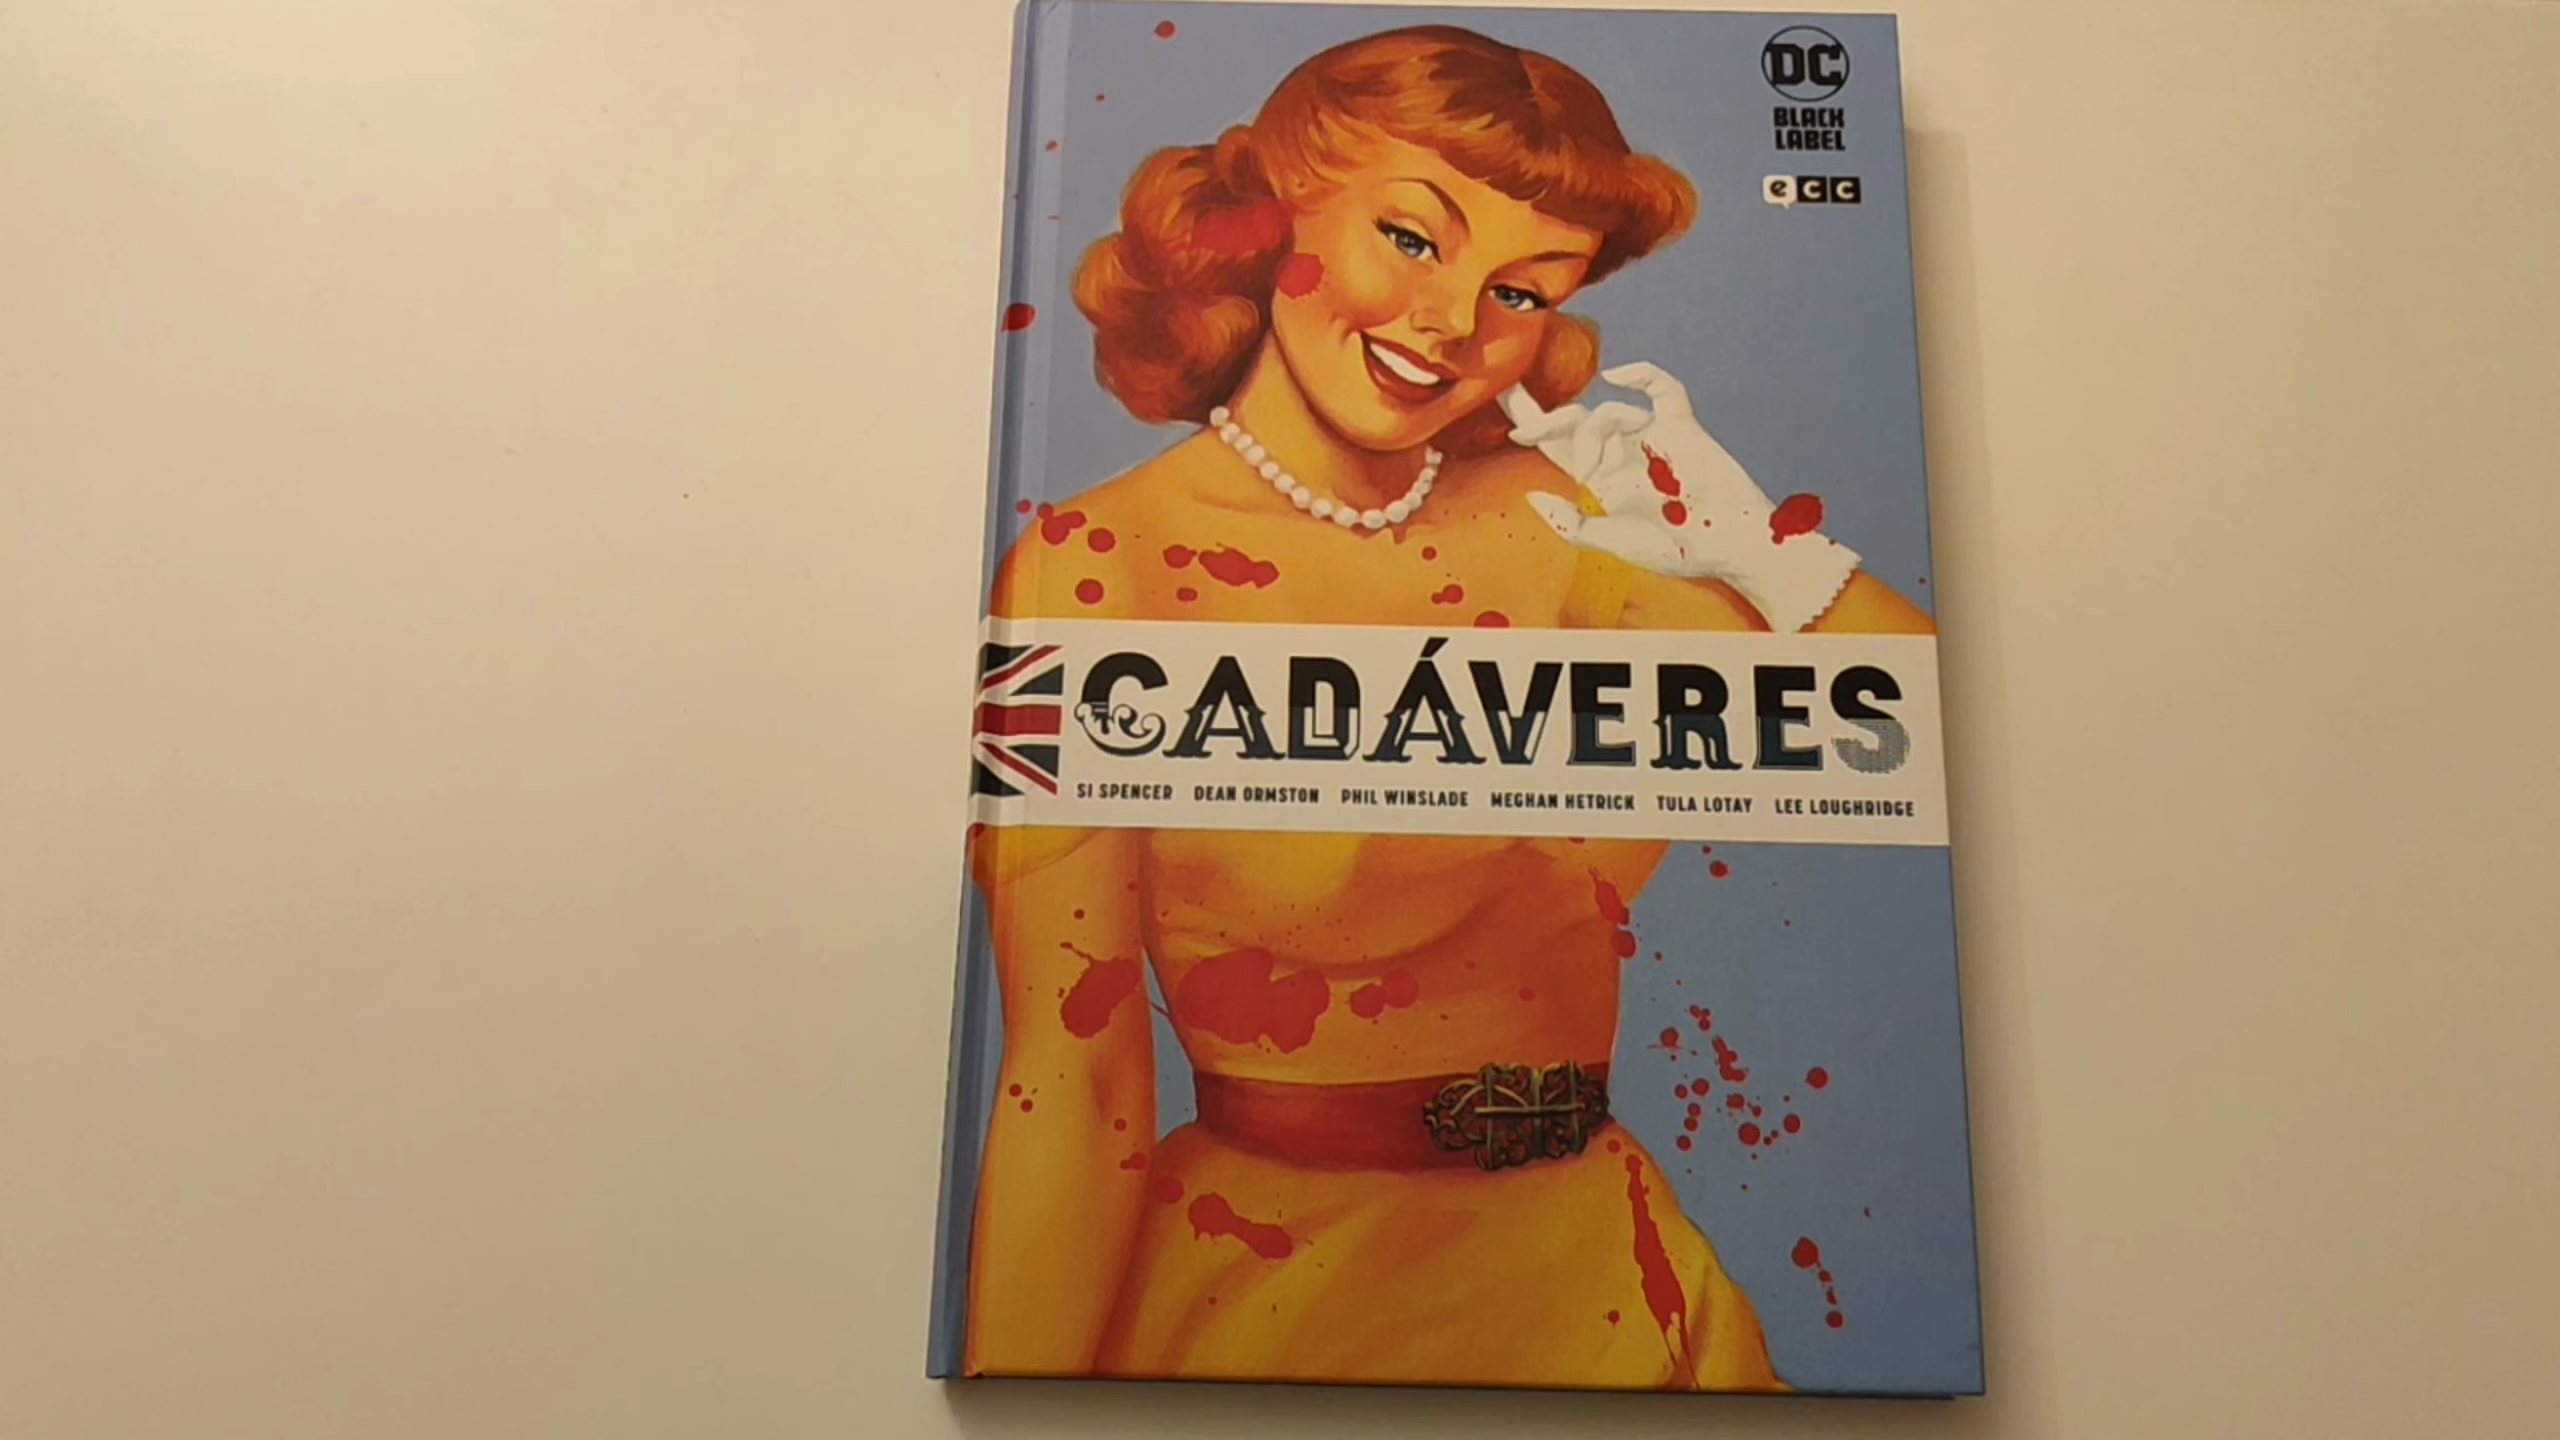 DC
BLACK
LABEL
ecc
CADÁVERES
SI SPENCER DEAN ORMSTON PHIL WINSLADE MEGHAN HETRICK TULA LOTAY LEE LOUGHRIDGE